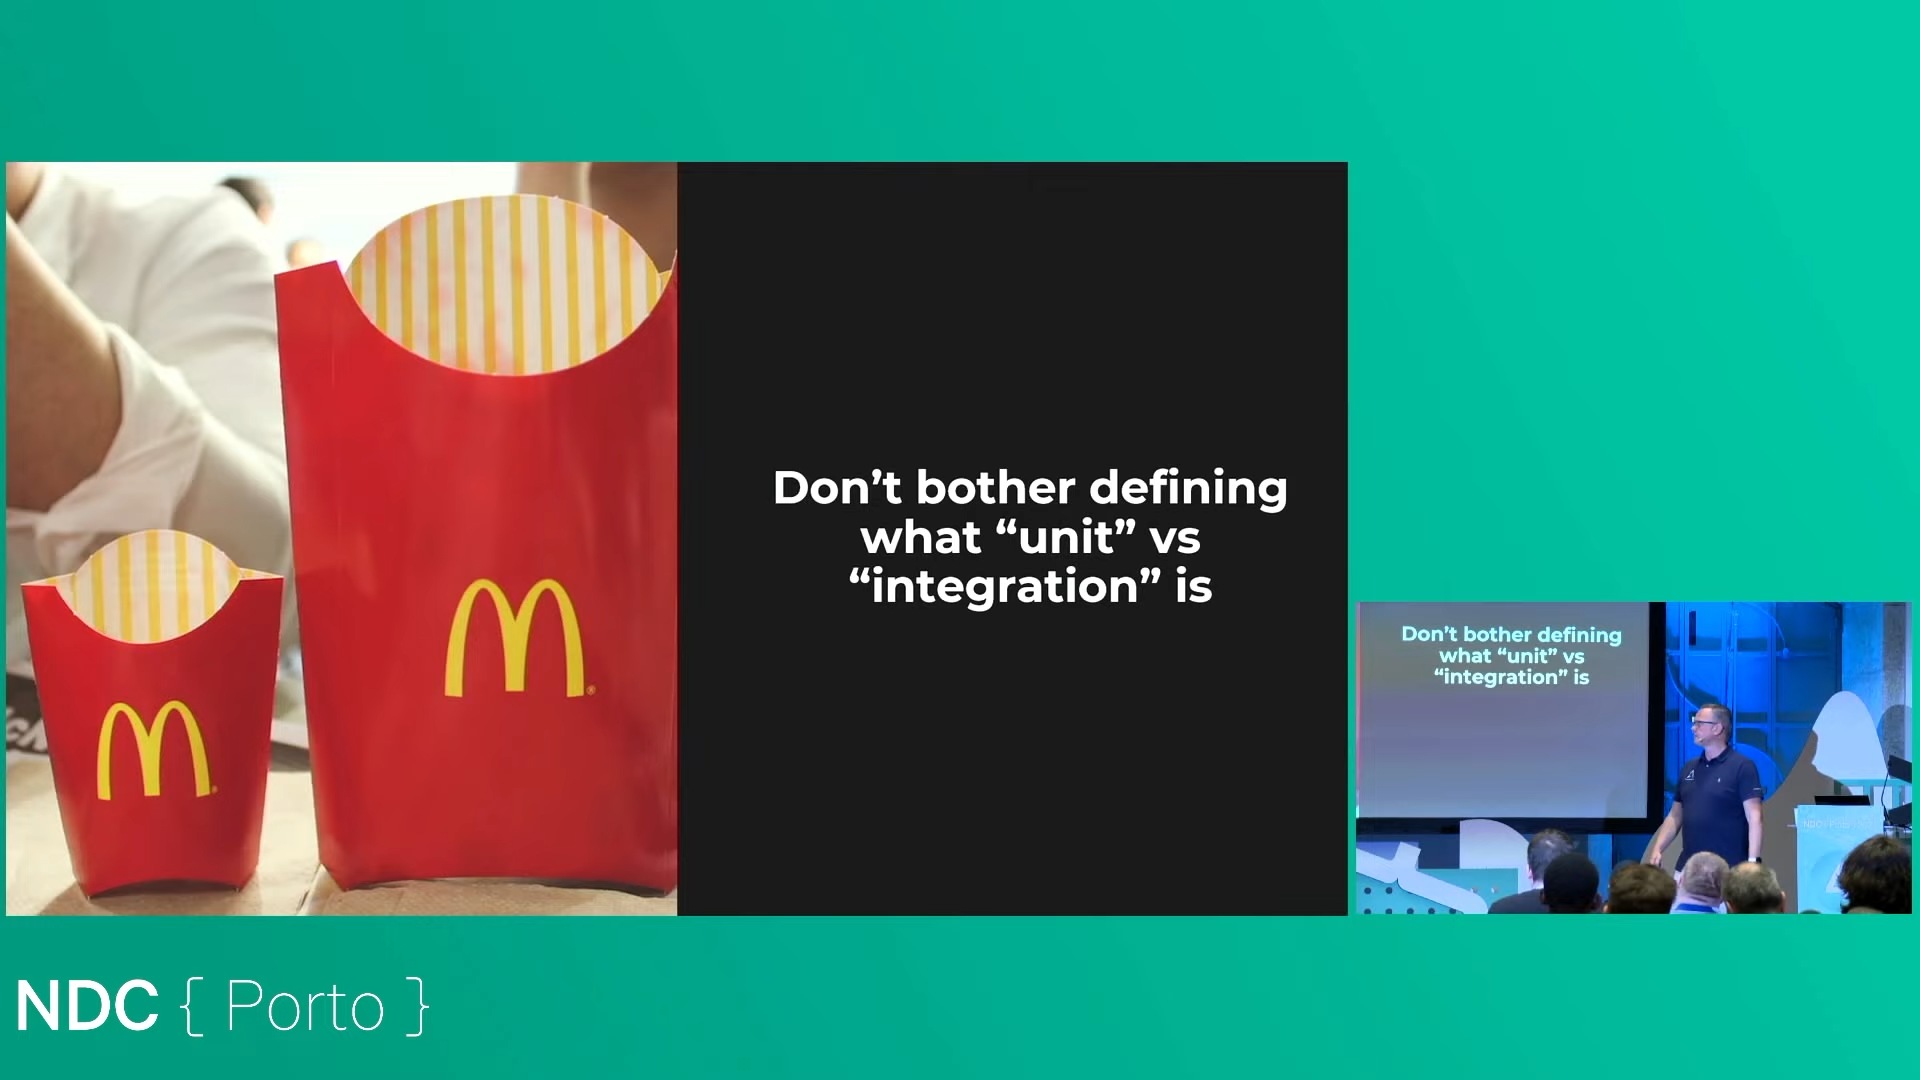 Don’t bother defining
what “unit” vs
“integration” is
Don’t bother defining
what “unit” vs
“integration” is
NDC { Porto }